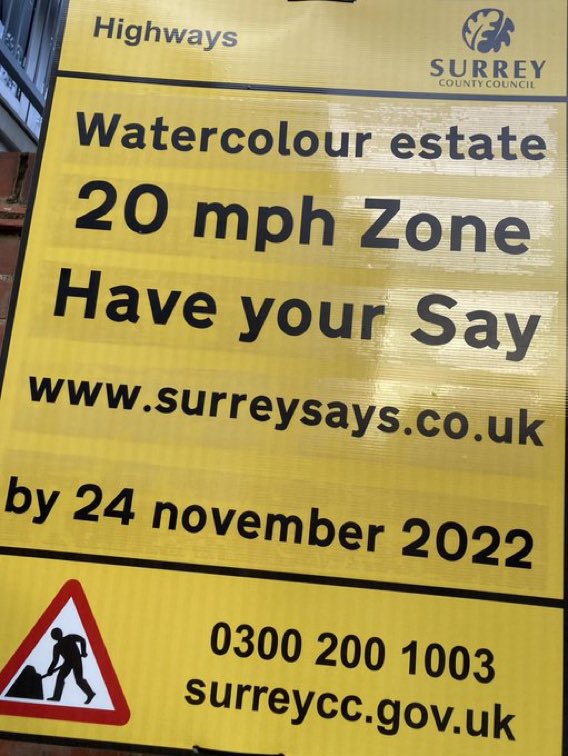 Highways
SURREY
COUNTY COUNCIL
Watercolour estate
20 mph Zone
Have your Say
www.surreysays.co.uk
by 24 november 2022
0300 200 1003
surreycc.gov.uk